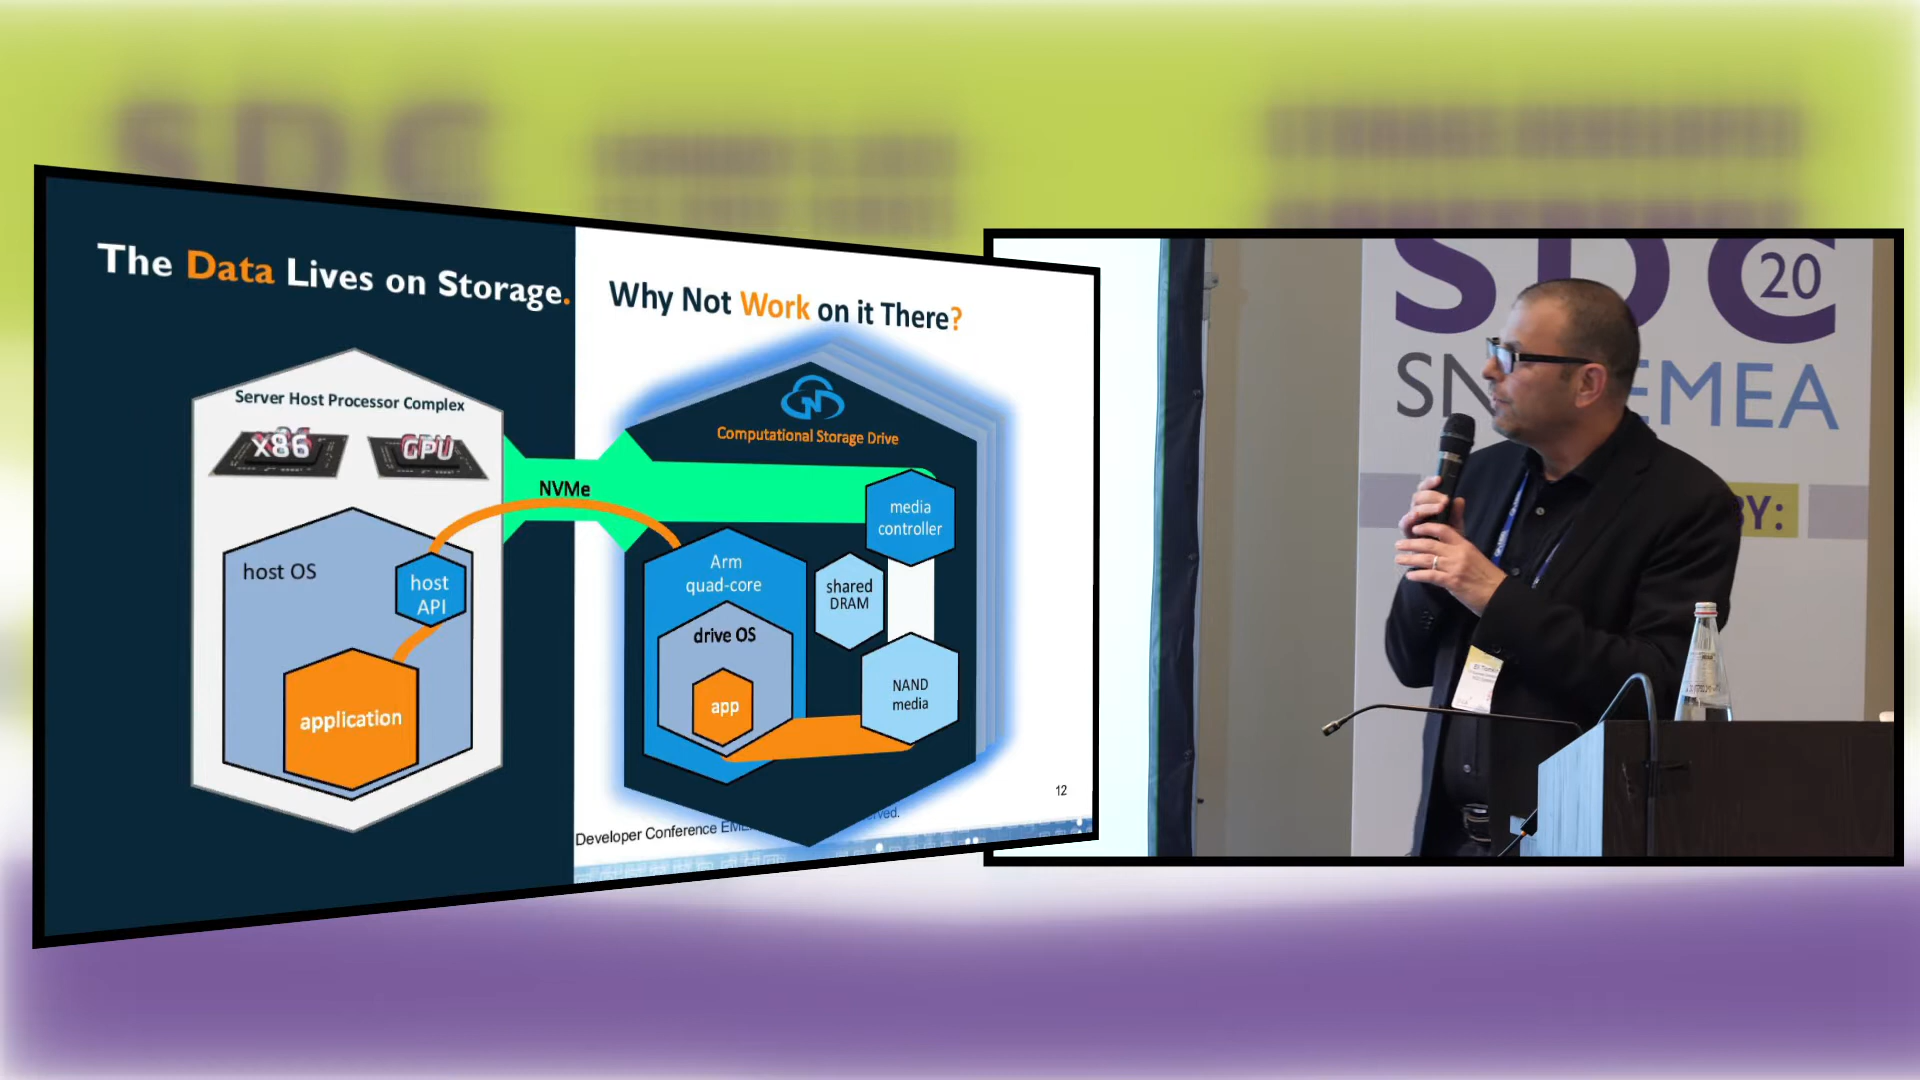 The Data Lives on Storage.
Why Not Work on it There?
Server Host Processor Complex
x86
GPU
host OS
host
API
application
NVMe
Computational Storage Drive
media
controller
Arm
quad-core
shared
DRAM
drive OS
app
NAND
media
12
Developer Conference
SDC
20
EMEA
BY: